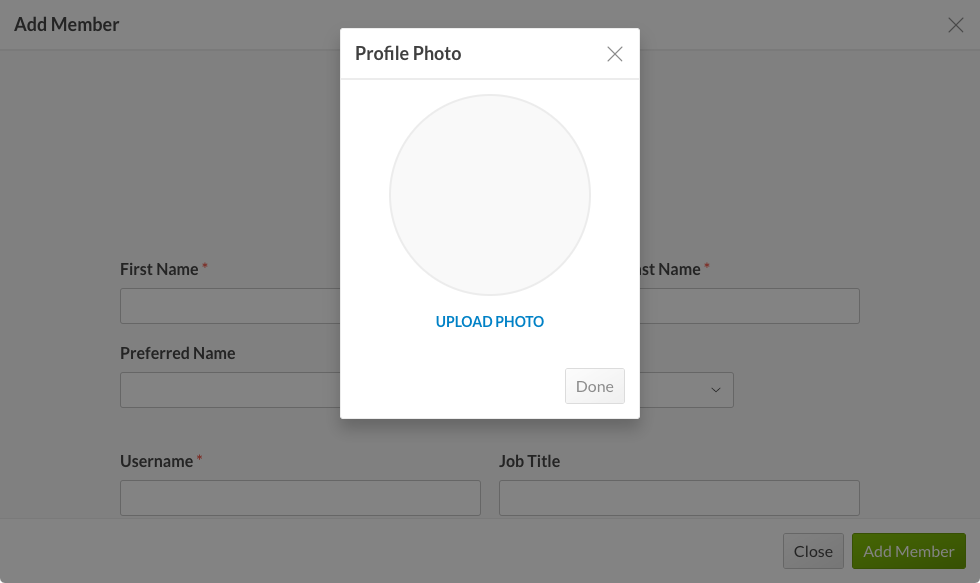 Add Member
Profile Photo
First Name *
ast Name *
UPLOAD PHOTO
Preferred Name
Done
Username *
Job Title
Close
Add Member